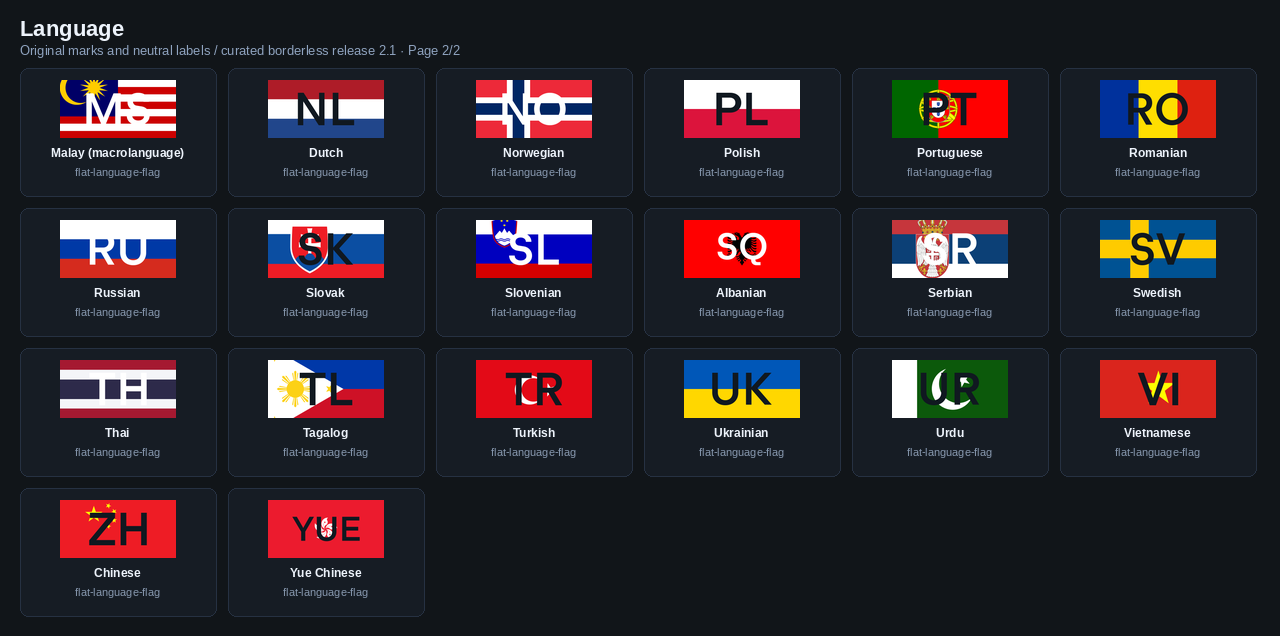 Language
Original marks and neutral labels / curated borderless release 2.1 · Page 2/2
MS
Malay (macrolanguage)
flat-language-flag
NL
Dutch
flat-language-flag
NO
Norwegian
flat-language-flag
PL
Polish
flat-language-flag
PT
Portuguese
flat-language-flag
RO
Romanian
flat-language-flag
RU
Russian
flat-language-flag
SK
Slovak
flat-language-flag
SL
Slovenian
flat-language-flag
SQ
Albanian
flat-language-flag
SR
Serbian
flat-language-flag
SV
Swedish
flat-language-flag
TH
Thai
flat-language-flag
TL
Tagalog
flat-language-flag
TR
Turkish
flat-language-flag
UK
Ukrainian
flat-language-flag
UR
Urdu
flat-language-flag
VI
Vietnamese
flat-language-flag
ZH
Chinese
flat-language-flag
YUE
Yue Chinese
flat-language-flag